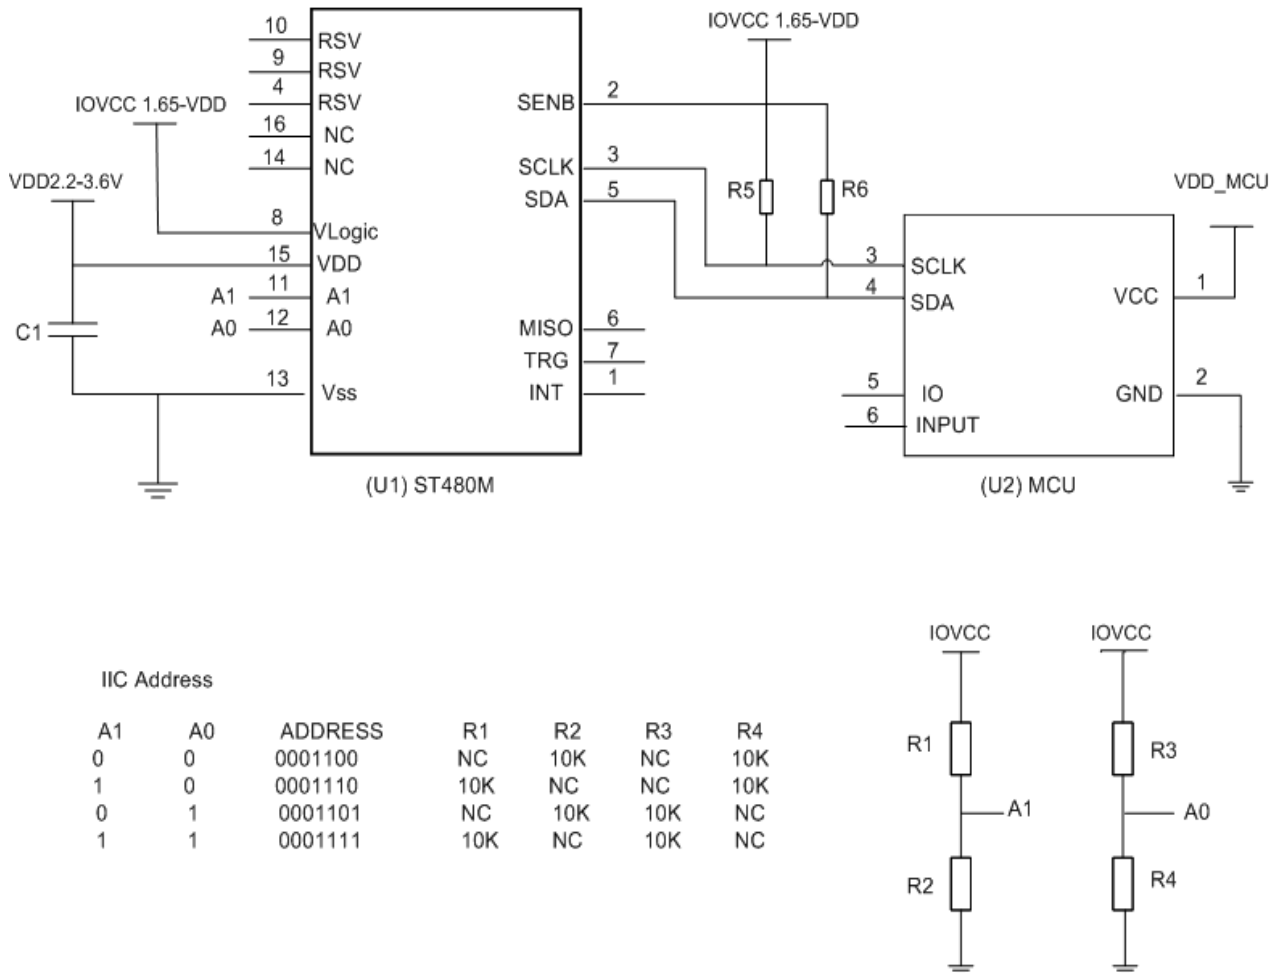 10 RSV
9 RSV
4 RSV
16 NC
14 NC
IOVCC 1.65-VDD
VDD2.2-3.6V
8 VLogic
15 VDD
A1 11 A1
A0 12 A0
C1
13 Vss
SENB 2
SCLK 3
SDA 5
MISO 6
TRG 7
INT 1
(U1) ST480M
IOVCC 1.65-VDD
R5
R6
3 SCLK
4 SDA
5 IO
6 INPUT
VDD_MCU
VCC 1
GND 2
(U2) MCU
IIC Address
A1 A0 ADDRESS R1 R2 R3 R4
0 0 0001100 NC 10K NC 10K
1 0 0001110 10K NC NC 10K
0 1 0001101 NC 10K 10K NC
1 1 0001111 10K NC 10K NC
IOVCC
R1
A1
R2
IOVCC
R3
A0
R4